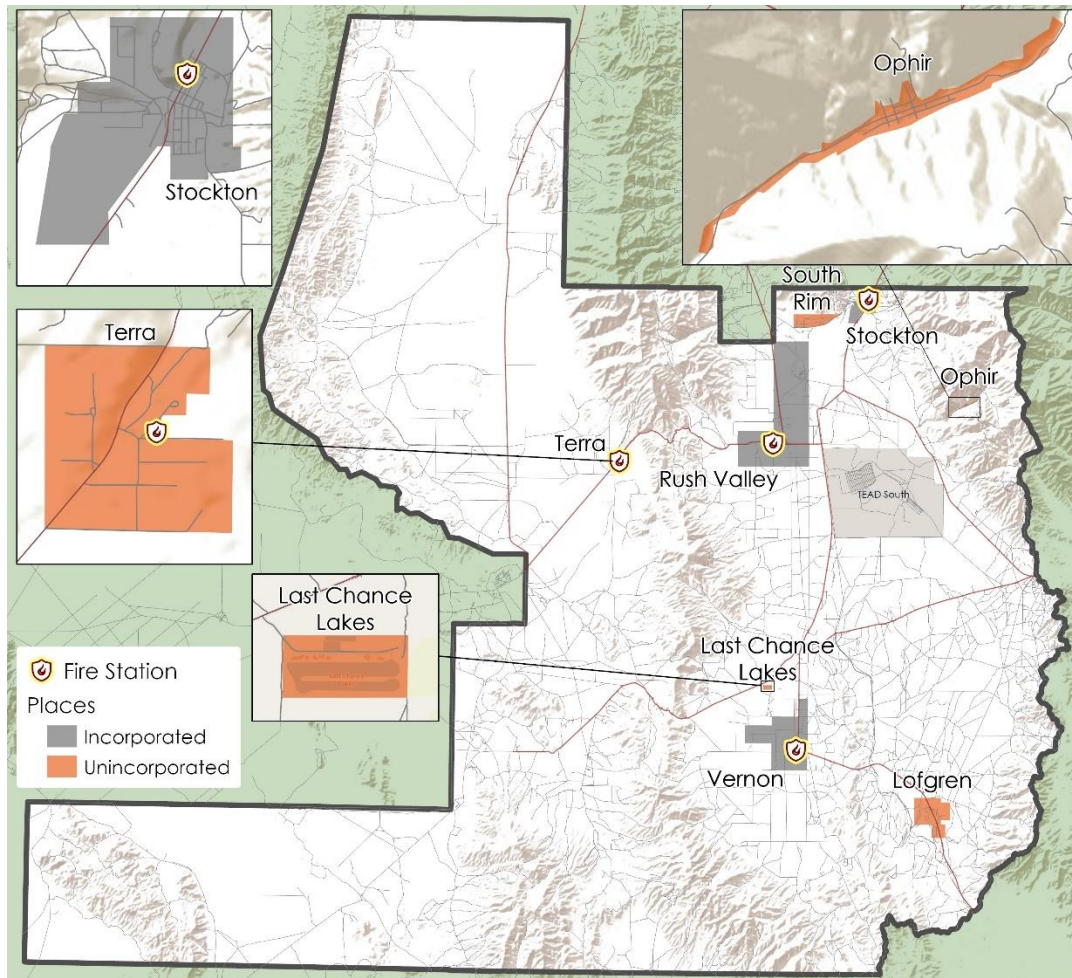 Stockton
Ophir
Terra
Last Chance
Lakes
Fire Station
Places
Incorporated
Unincorporated
South
Rim
Stockton
Ophir
Terra
Rush Valley
TEAD South
Last Chance
Lakes
Vernon
Lofgren